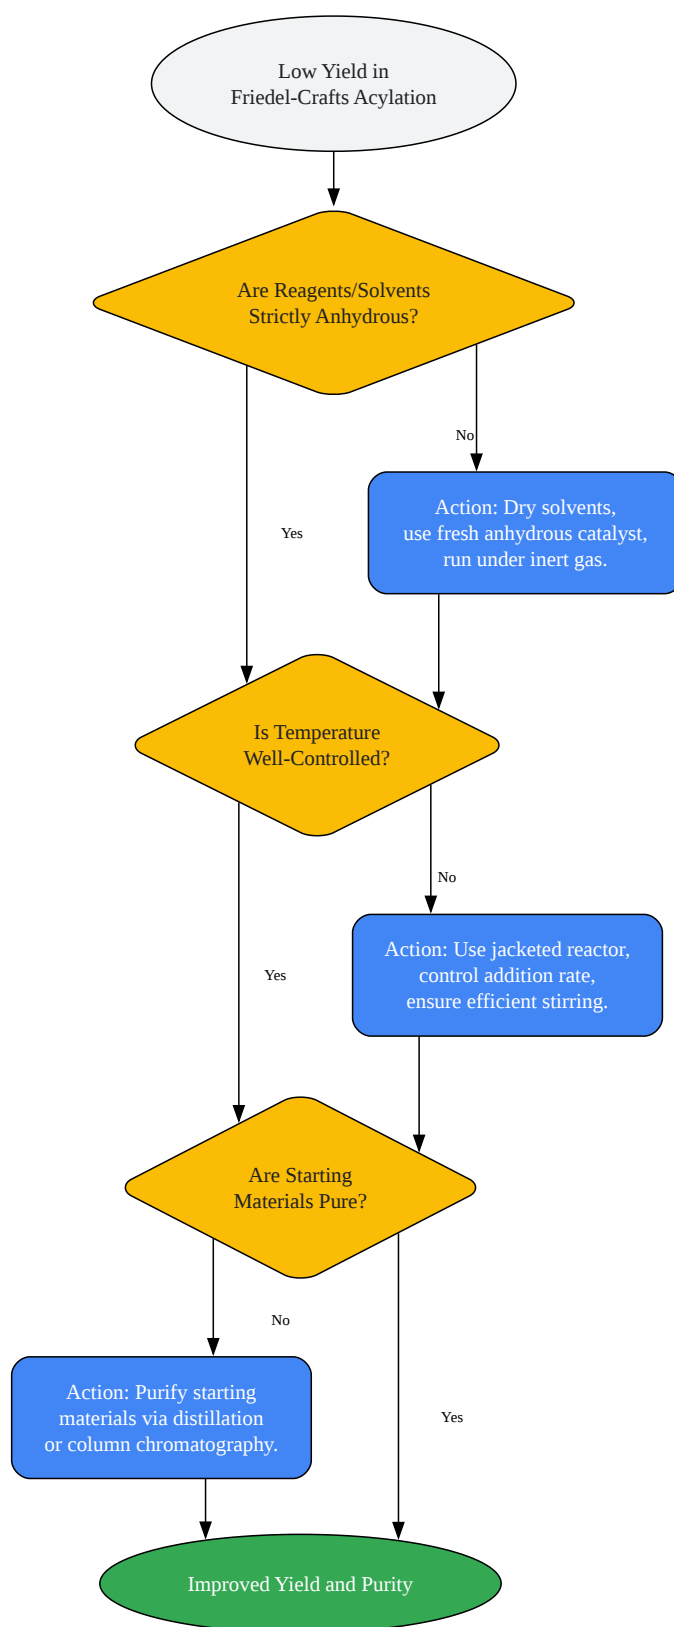 Low Yield in
Friedel-Crafts Acylation
Are Reagents/Solvents
Strictly Anhydrous?
No
Action: Dry solvents,
use fresh anhydrous catalyst,
run under inert gas.
Yes
Is Temperature
Well-Controlled?
No
Action: Use jacketed reactor,
control addition rate,
ensure efficient stirring.
Yes
Are Starting
Materials Pure?
No
Action: Purify starting
materials via distillation
or column chromatography.
Yes
Improved Yield and Purity